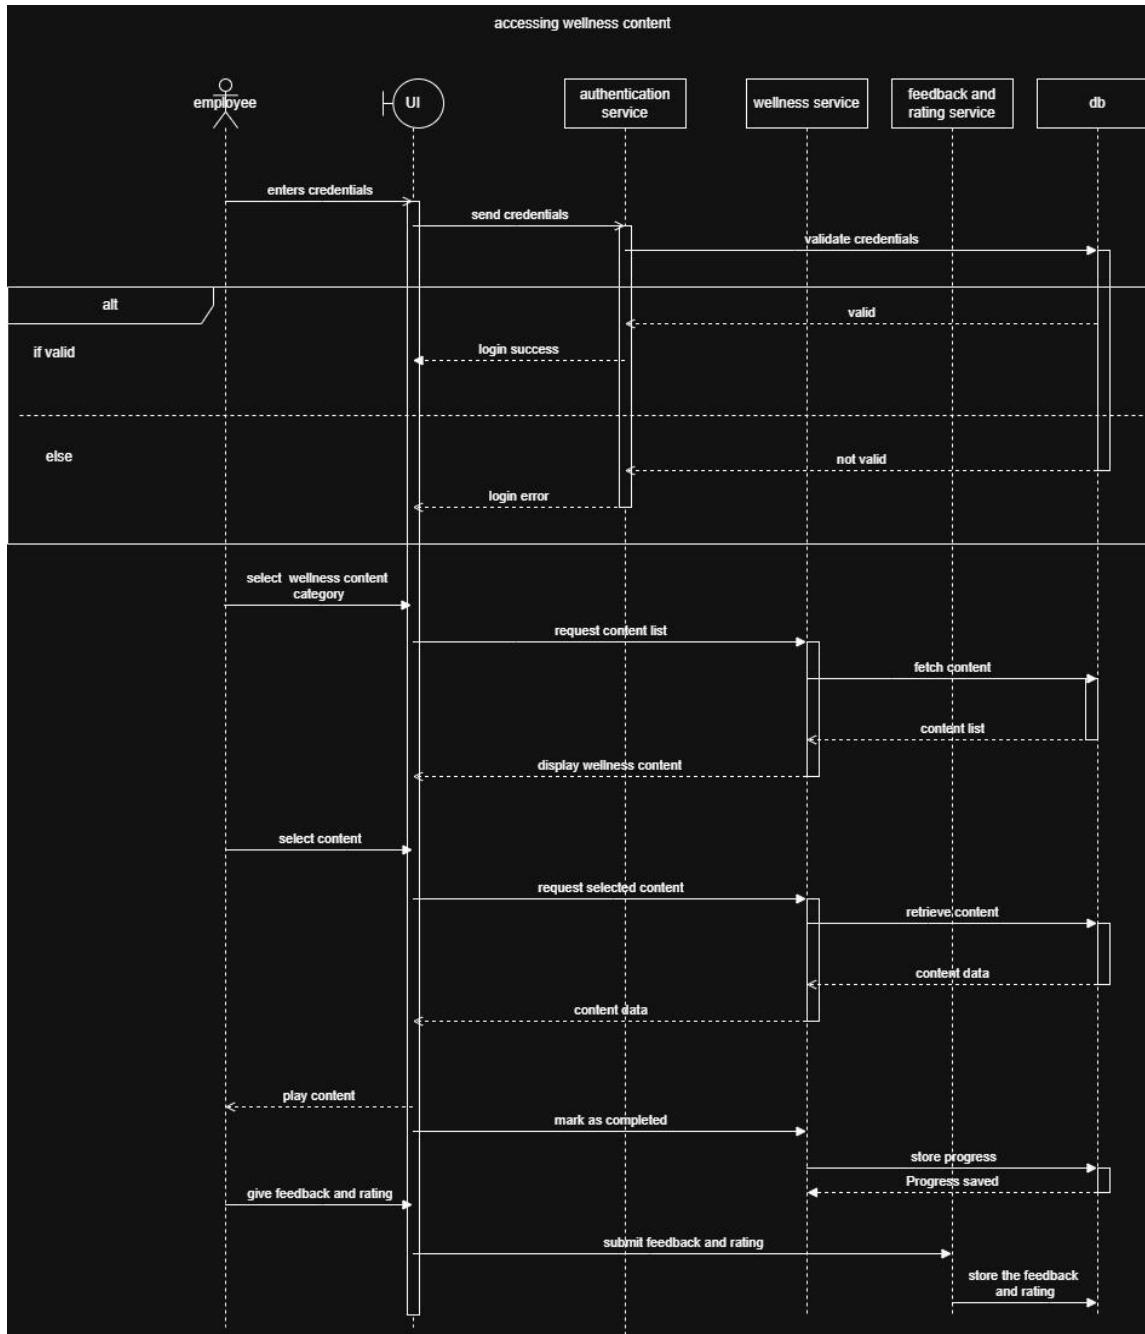 accessing wellness content
employee
UI
authentication
service
wellness service
feedback and
rating service
db
enters credentials
send credentials
validate credentials
alt
valid
if valid
login success
else
not valid
login error
select wellness content
category
request content list
fetch content
content list
display wellness content
select content
request selected content
retrieve content
content data
content data
play content
mark as completed
store progress
Progress saved
give feedback and rating
submit feedback and rating
store the feedback
and rating